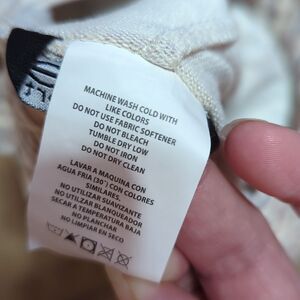 MACHINE WASH COLD WITH
LIKE COLORS
DO NOT USE FABRIC SOFTENER
DO NOT BLEACH
TUMBLE DRY LOW
DO NOT IRON
DO NOT DRY CLEAN
LAVAR A MAQUINA CON
AGUA FRIA (30°) CON COLORES
SIMILARES.
NO UTILIZAR SUAVIZANTE
NO UTILIZAR BLANQUEADOR
SECAR A TEMPERATURA BAJA
NO PLANCHAR
NO LIMPIAR EN SECO